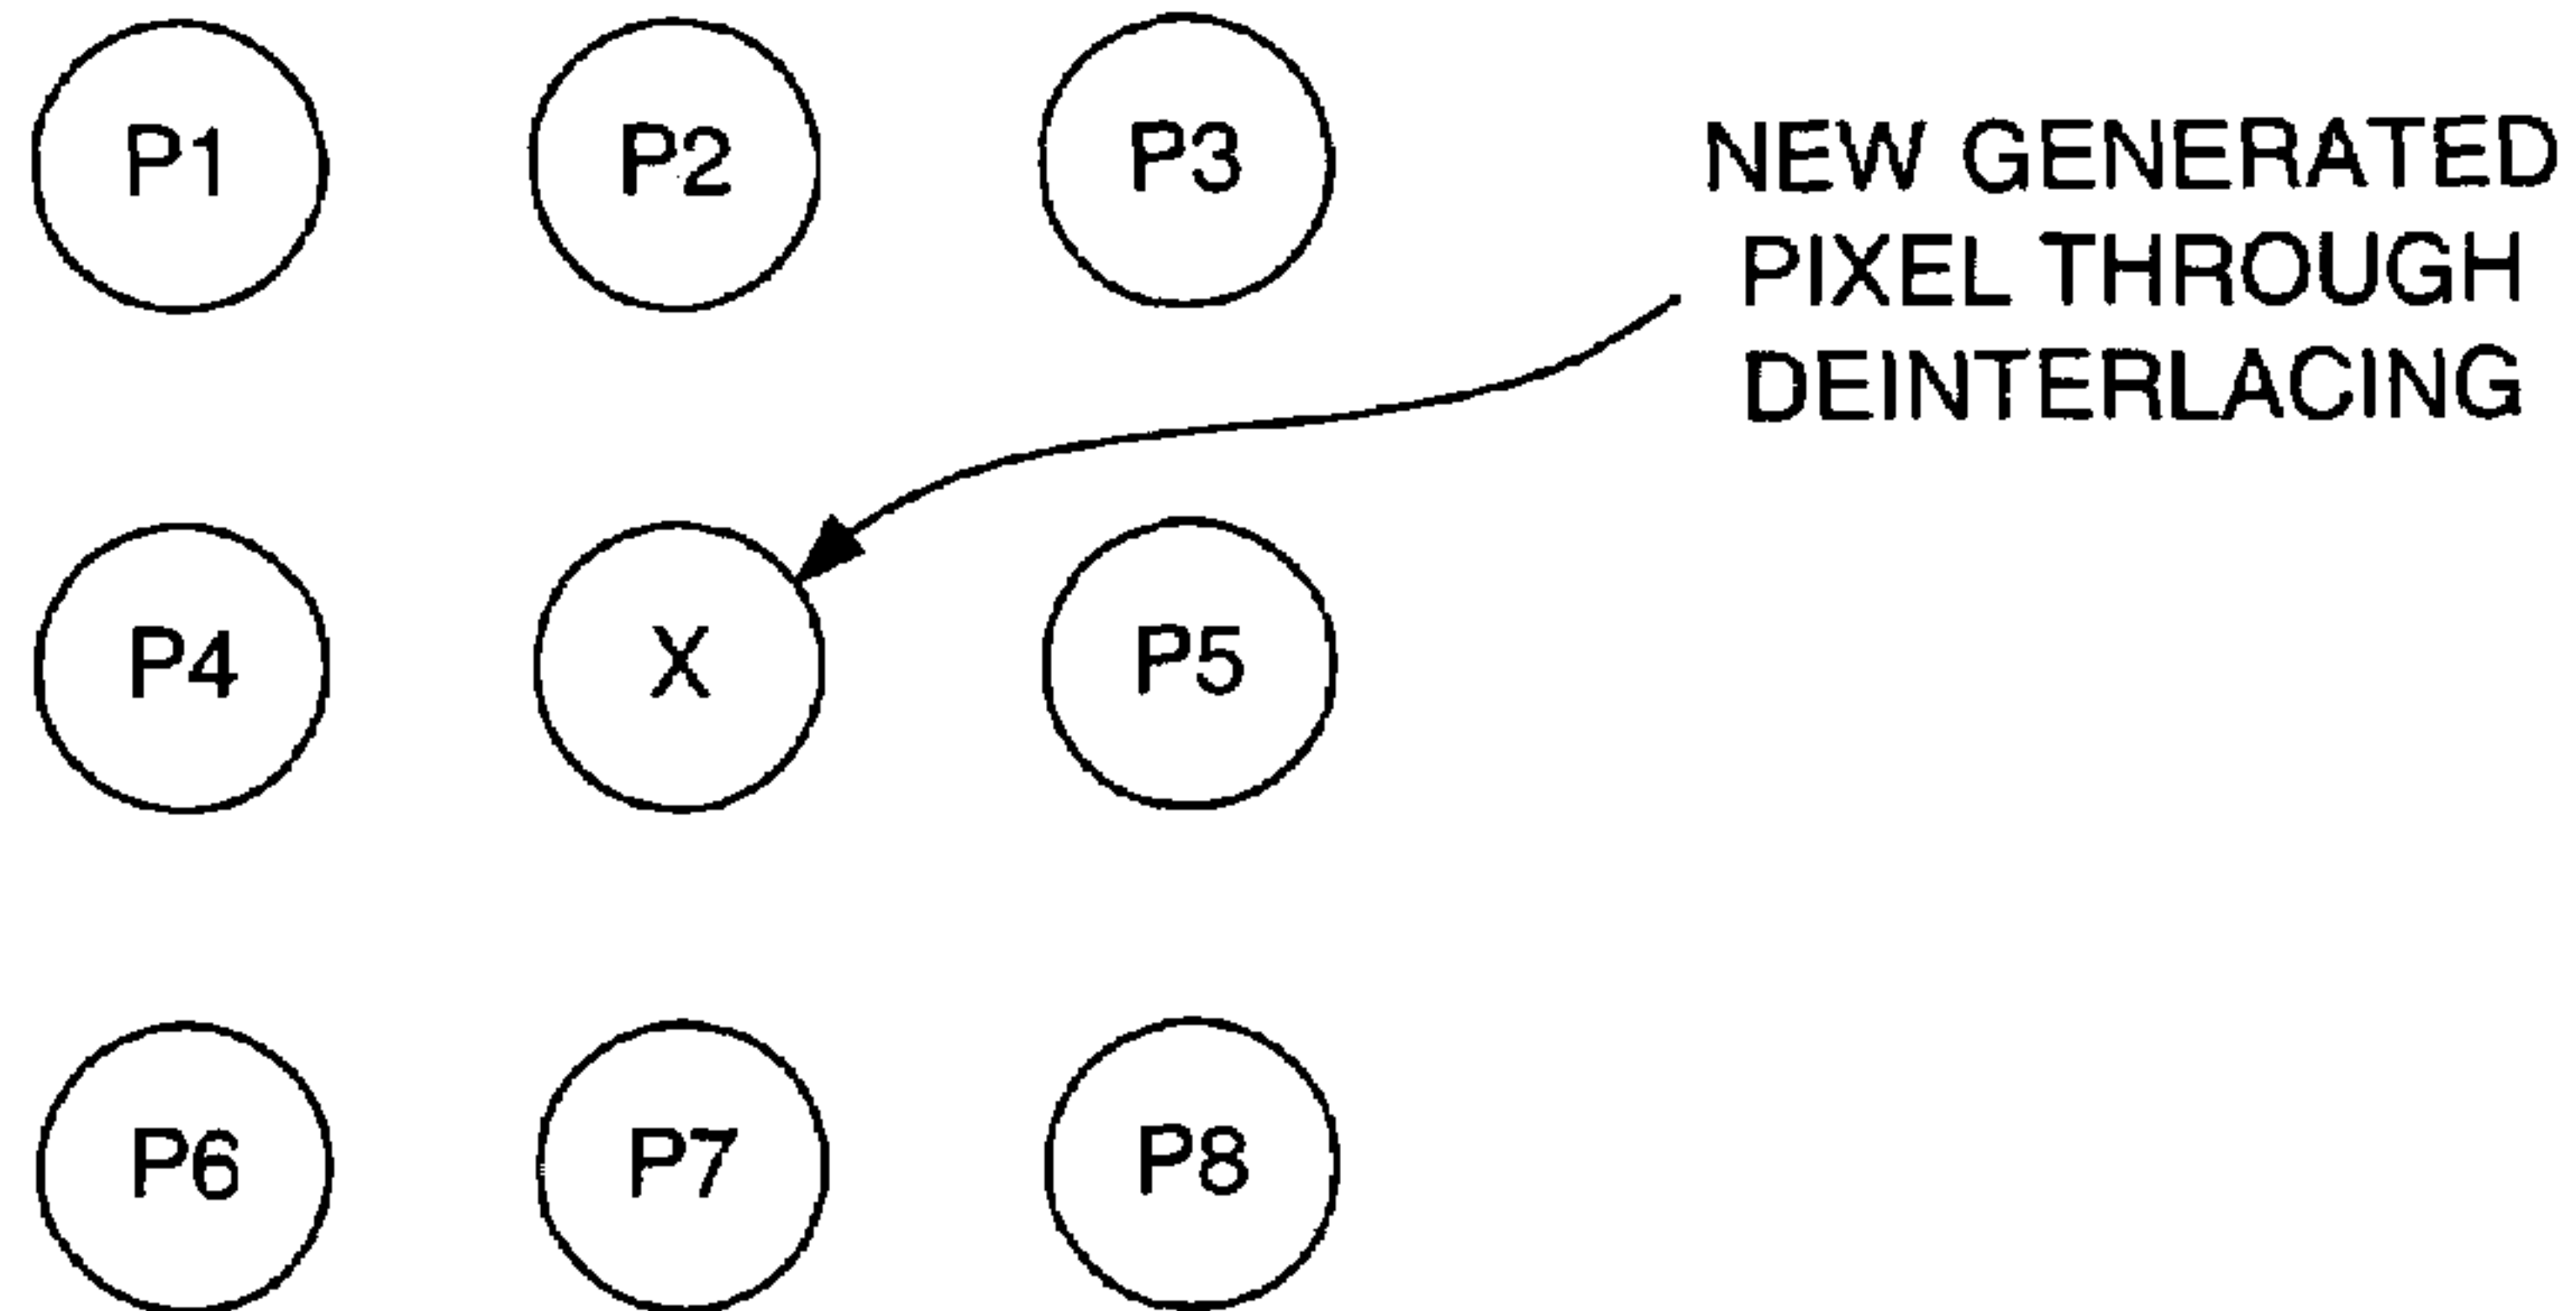 P1 P2 P3
NEW GENERATED
PIXEL THROUGH
DEINTERLACING
P4 X P5
P6 P7 P8